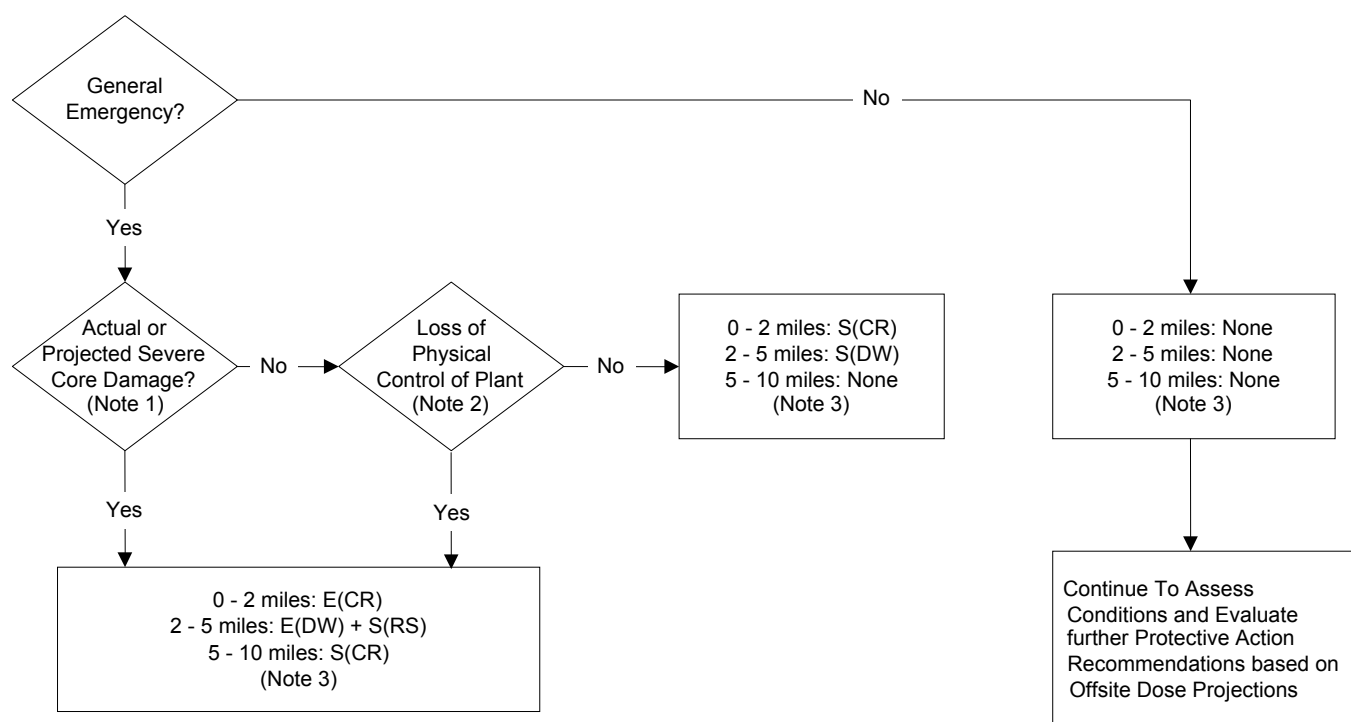 General
Emergency?
No
Yes
Actual or
Projected Severe
Core Damage?
(Note 1)
No
Loss of
Physical
Control of Plant
(Note 2)
No
0 - 2 miles: S(CR)
2 - 5 miles: S(DW)
5 - 10 miles: None
(Note 3)
0 - 2 miles: None
2 - 5 miles: None
5 - 10 miles: None
(Note 3)
Yes
Yes
0 - 2 miles: E(CR)
2 - 5 miles: E(DW) + S(RS)
5 - 10 miles: S(CR)
(Note 3)
Continue To Assess
Conditions and Evaluate
further Protective Action
Recommendations based on
Offsite Dose Projections